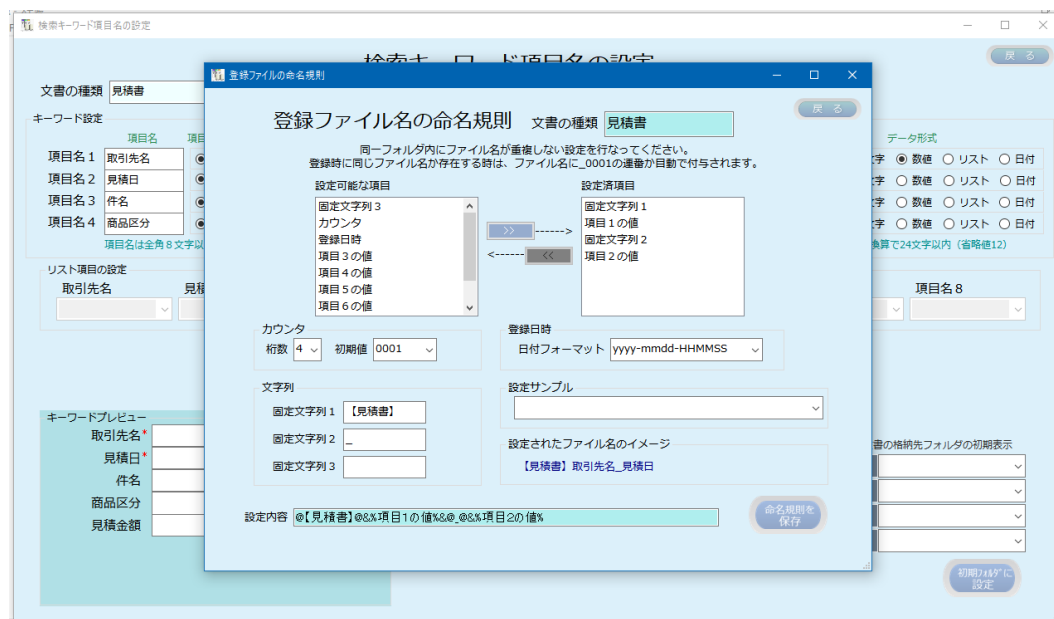 検索キーワード項目名の設定
戻 る
文書の種類 見積書
キーワード設定
項目名
項目名１ 取引先名
項目名２ 見積日
項目名３ 件名
項目名４ 商品区分
リスト項目の設定
取引先名
キーワードプレビュー
取引先名*
見積日*
件名
商品区分
見積金額
登録ファイルの命名規則
戻 る
登録ファイル名の命名規則 文書の種類 見積書
同一フォルダ内にファイル名が重複しない設定を行なってください。
登録時に同じファイル名が存在する時は、ファイル名に_0001の連番が自動で付与されます。
設定可能な項目
固定文字列３
カウンタ
登録日時
項目３の値
項目４の値
項目５の値
項目６の値
>> ------>
<------ <<
設定済項目
固定文字列１
項目１の値
固定文字列２
項目２の値
カウンタ
桁数 4 初期値 0001
登録日時
日付フォーマット yyyy-mmdd-HHMMSS
文字列
固定文字列１ 【見積書】
固定文字列２ _
固定文字列３
設定サンプル
設定されたファイル名のイメージ
【見積書】取引先名_見積日
設定内容 @【見積書】@&%項目1の値%&@_@&%項目2の値%
命名規則を
保存
データ形式
字 数値 リスト 日付
字 数値 リスト 日付
字 数値 リスト 日付
字 数値 リスト 日付
換算で24文字以内（省略値12）
項目名８
書の格納先フォルダの初期表示
初期ﾌｫﾙﾀﾞに
設定